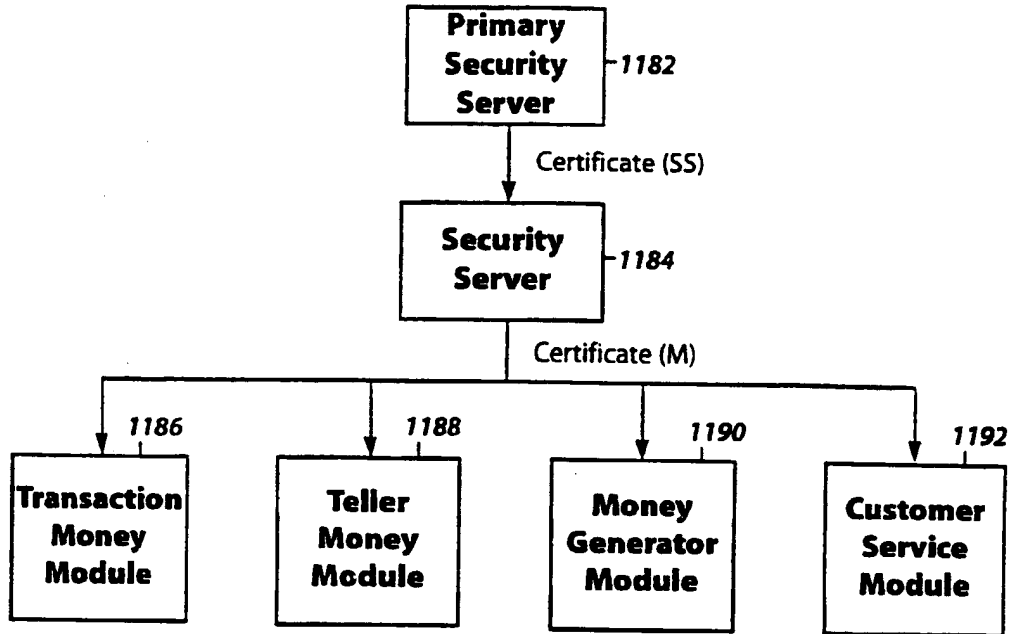 Primary
Security
Server
1182
Certificate (SS)
Security
Server
1184
Certificate (M)
1186
1188
1190
1192
Transaction
Money
Module
Teller
Money
Module
Money
Generator
Module
Customer
Service
Module